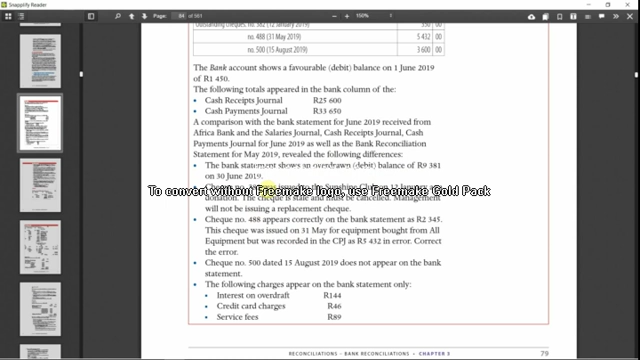 Snapplify Reader
Page: 84 of 561
150%
Outstanding cheques: no. 382 (12 January 2019) 350 00
no. 488 (31 May 2019) 5 432 00
no. 500 (15 August 2019) 3 600 00
The Bank account shows a favourable (debit) balance on 1 June 2019
of R1 450.
The following totals appeared in the bank column of the:
• Cash Receipts Journal R25 600
• Cash Payments Journal R33 650
A comparison with the bank statement for June 2019 received from
Africa Bank and the Salaries Journal, Cash Receipts Journal, Cash
Payments Journal for June 2019 as well as the Bank Reconciliation
Statement for May 2019, revealed the following differences:
• The bank statement shows an overdrawn (debit) balance of R9 381
on 30 June 2019.
To convert without Freemake logo, use Freemake Gold Pack
donation. The cheque is stale and must be cancelled. Management
will not be issuing a replacement cheque.
• Cheque no. 488 appears correctly on the bank statement as R2 345.
This cheque was issued on 31 May for equipment bought from All
Equipment but was recorded in the CPJ as R5 432 in error. Correct
the error.
• Cheque no. 500 dated 15 August 2019 does not appear on the bank
statement.
• The following charges appear on the bank statement only:
• Interest on overdraft R144
• Credit card charges R46
• Service fees R89
RECONCILIATIONS – BANK RECONCILIATIONS • CHAPTER 3 79